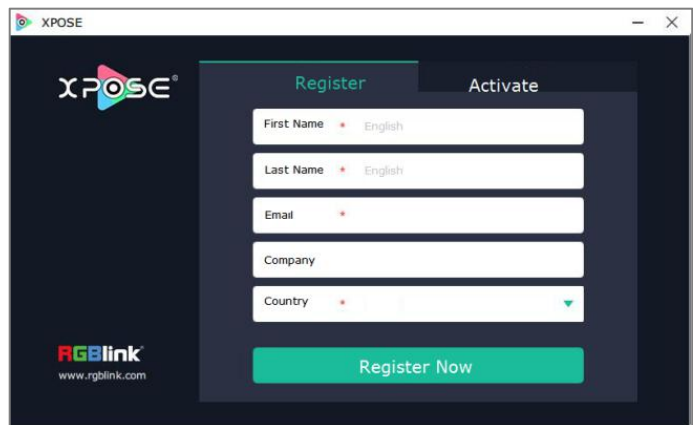 XPOSE
XPOSE®
Register
Activate
First Name * English
Last Name * English
Email *
Company
Country *
Register Now
RGBlink®
www.rgblink.com